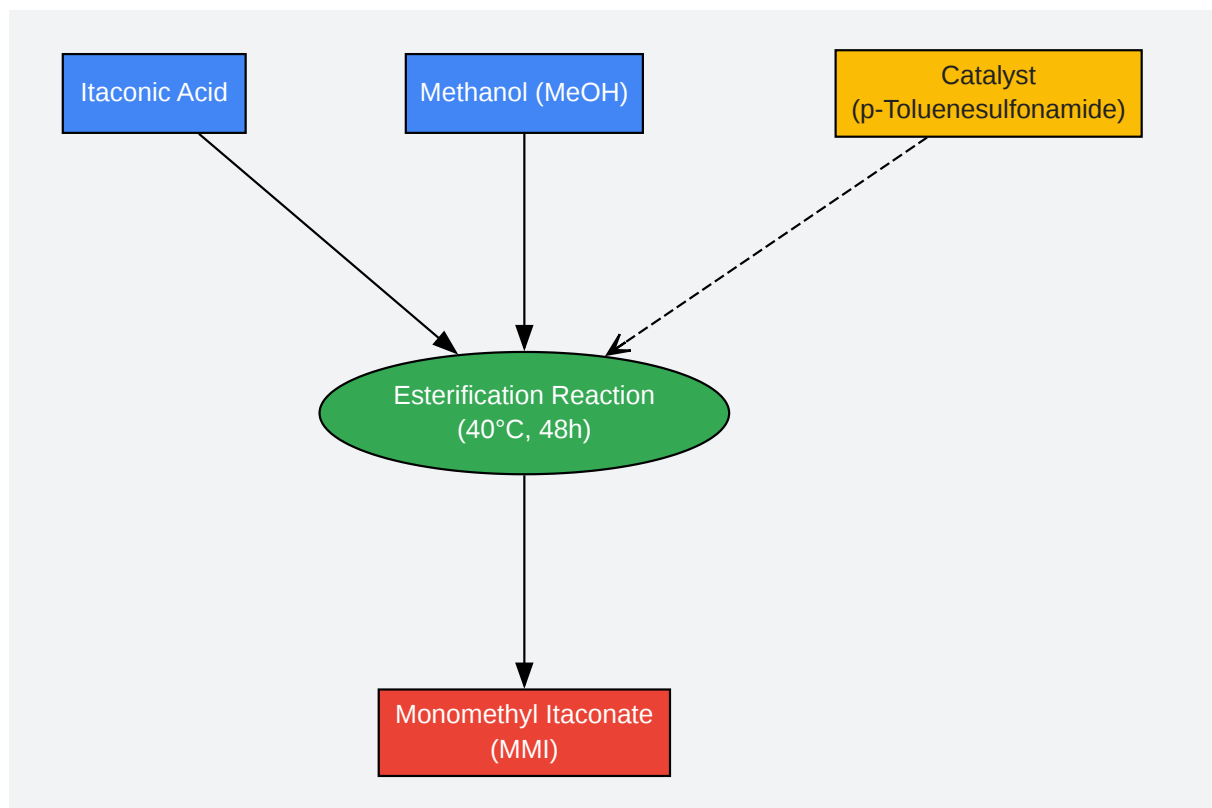 Itaconic Acid
Methanol (MeOH)
Catalyst
(p-Toluenesulfonamide)
Esterification Reaction
(40°C, 48h)
Monomethyl Itaconate
(MMI)